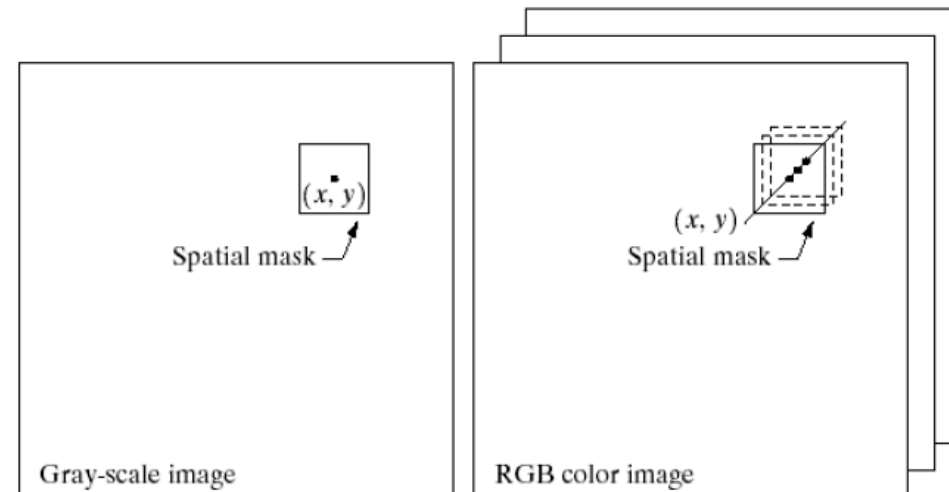 (x, y)
Spatial mask
Gray-scale image
(x, y)
Spatial mask
RGB color image